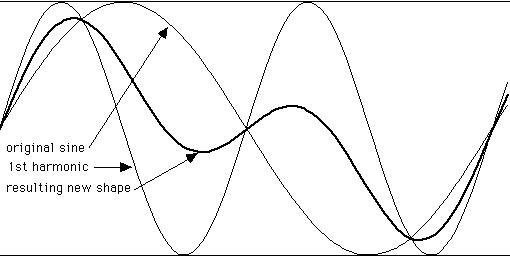 original sine
1st harmonic
resulting new shape